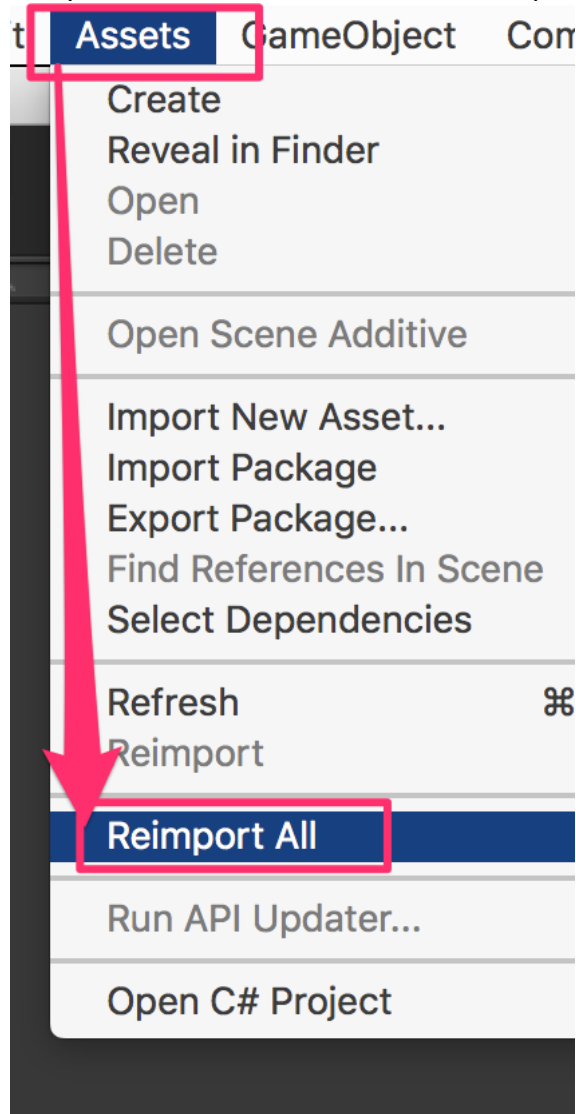 t Assets GameObject Com
Create
Reveal in Finder
Open
Delete
Open Scene Additive
Import New Asset...
Import Package
Export Package...
Find References In Scene
Select Dependencies
Refresh ⌘
Reimport
Reimport All
Run API Updater...
Open C# Project